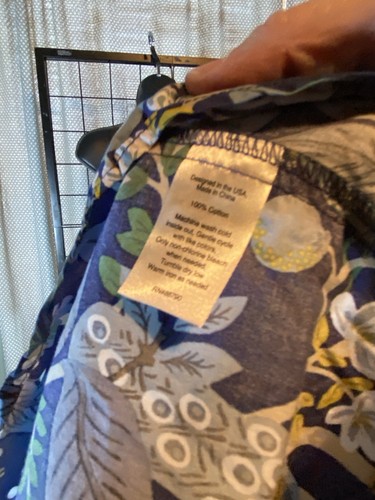 Designed in the USA
Made in China
100% Cotton
Machine wash cold
inside out, Gentle cycle
with like colors,
Only non-chlorine bleach
when needed.
Tumble dry low
Warm iron as needed